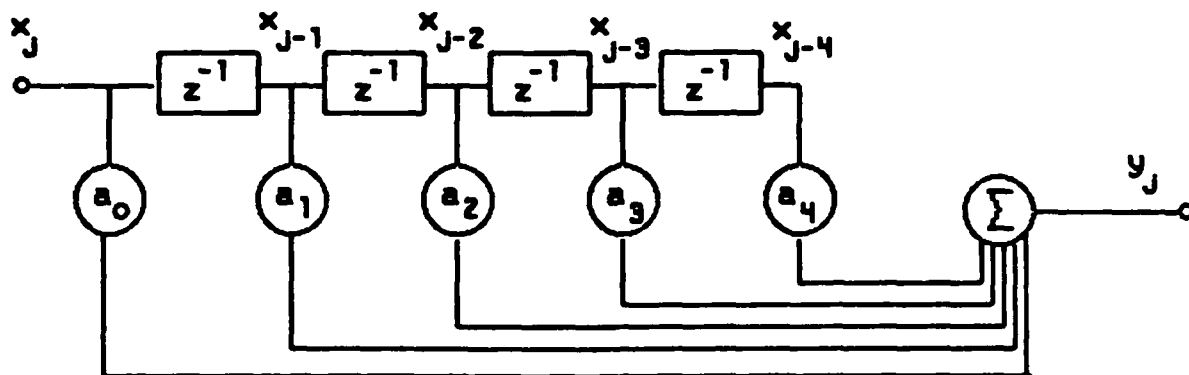 x_j x_{j-1} x_{j-2} x_{j-3} x_{j-4}
z^{-1} z^{-1} z^{-1} z^{-1}
a_0 a_1 a_2 a_3 a_4 Σ y_j